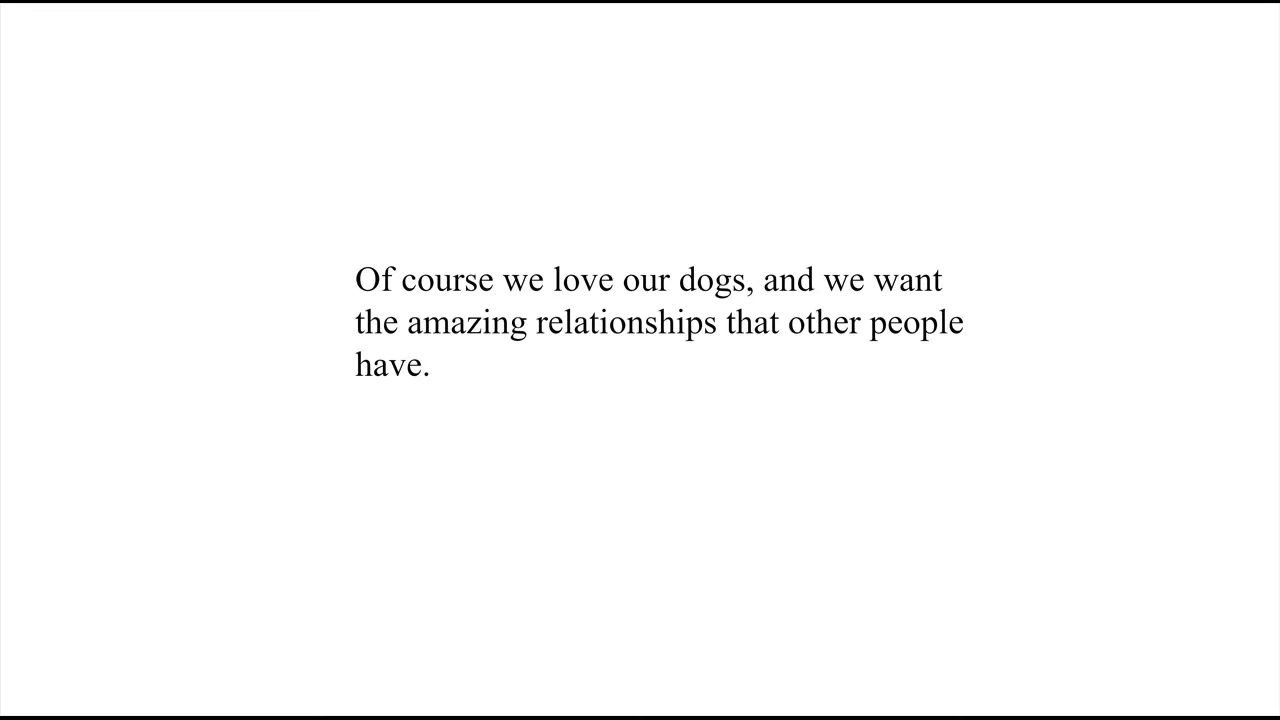 Of course we love our dogs, and we want
the amazing relationships that other people
have.